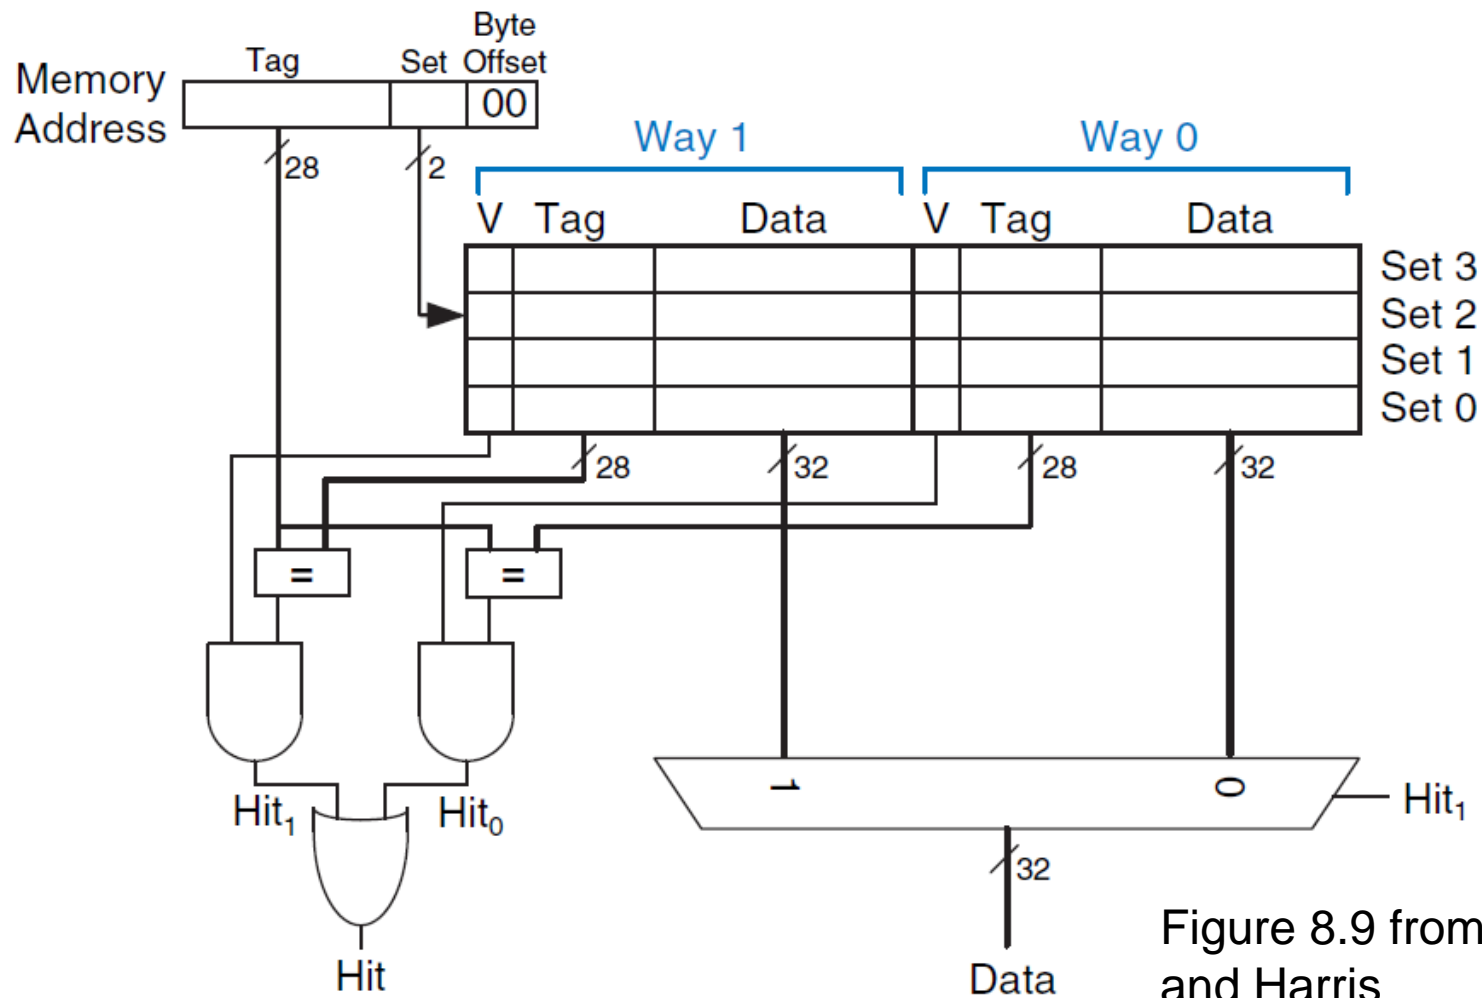 Byte
Tag Set Offset
Memory
Address
00
28 2
Way 1 Way 0
V Tag Data V Tag Data
Set 3
Set 2
Set 1
Set 0
28 32 28 32
= =
1 0
Hit1 Hit0 Hit1
32
Hit Data
Figure 8.9 from
and Harris